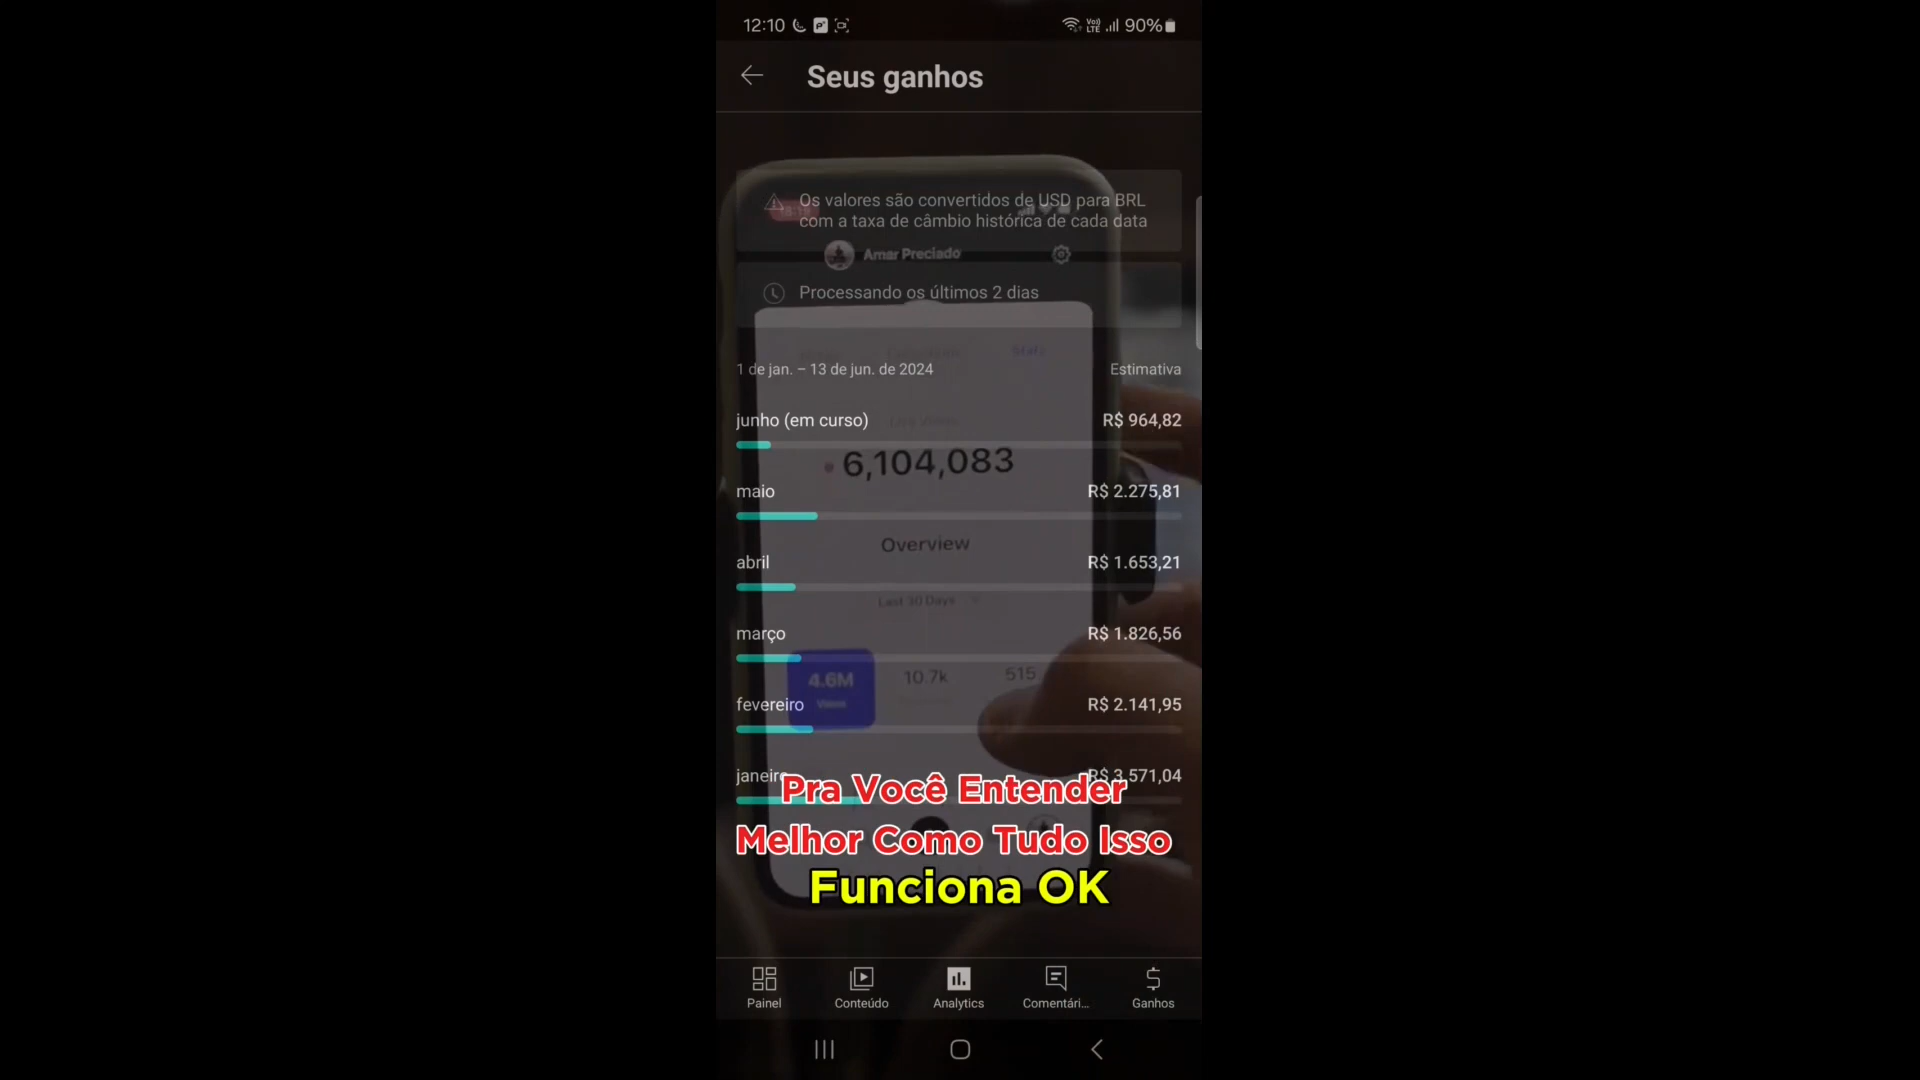 12:10
Vo)) LTE
90%
Seus ganhos
Os valores são convertidos de USD para BRL
com a taxa de câmbio histórica de cada data
Amar Preciado
Processando os últimos 2 dias
Stats
1 de jan. – 13 de jun. de 2024
Estimativa
junho (em curso)
R$ 964,82
6,104,083
maio
R$ 2.275,81
Overview
abril
R$ 1.653,21
Last 30 Days
março
R$ 1.826,56
4.6M
10.7k
515
Views
fevereiro
R$ 2.141,95
janeiro
R$ 3.571,04
Pra Você Entender
Melhor Como Tudo Isso
Funciona OK
Painel
Conteúdo
Analytics
Comentári...
Ganhos